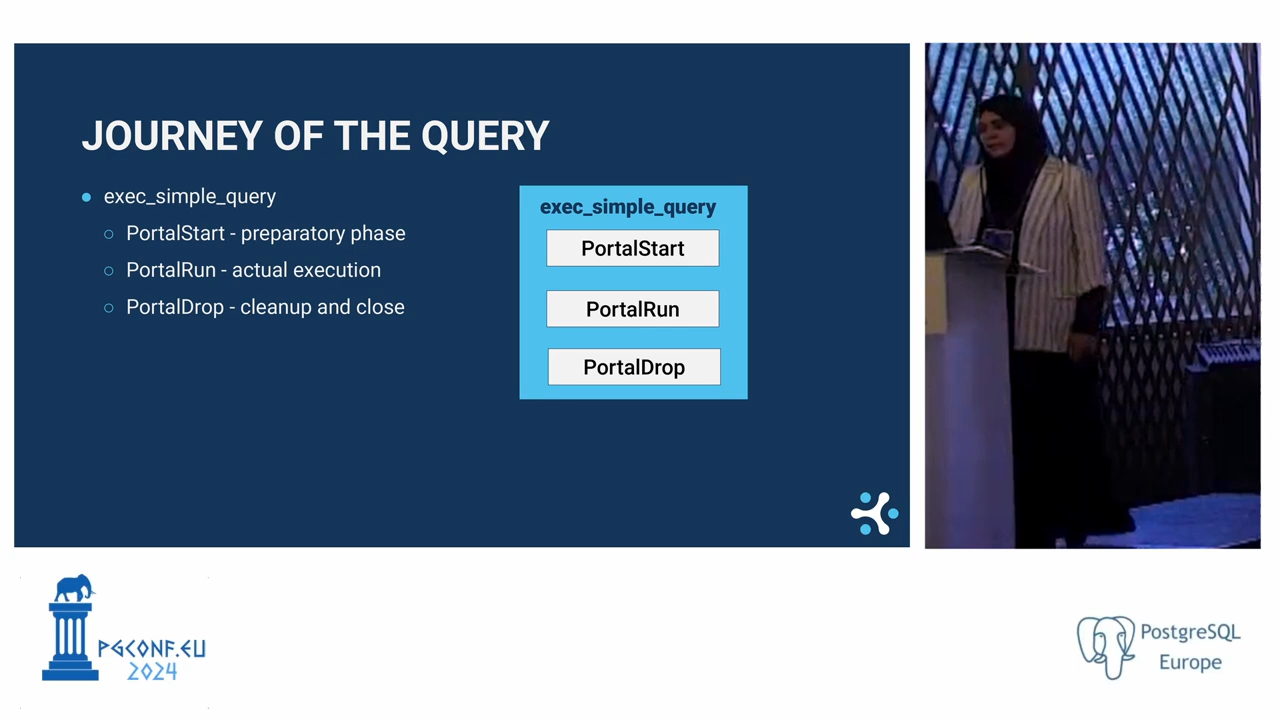 JOURNEY OF THE QUERY
exec_simple_query
PortalStart - preparatory phase
PortalRun - actual execution
PortalDrop - cleanup and close
exec_simple_query
PortalStart
PortalRun
PortalDrop
PGCONF.EU
2024
PostgreSQL
Europe